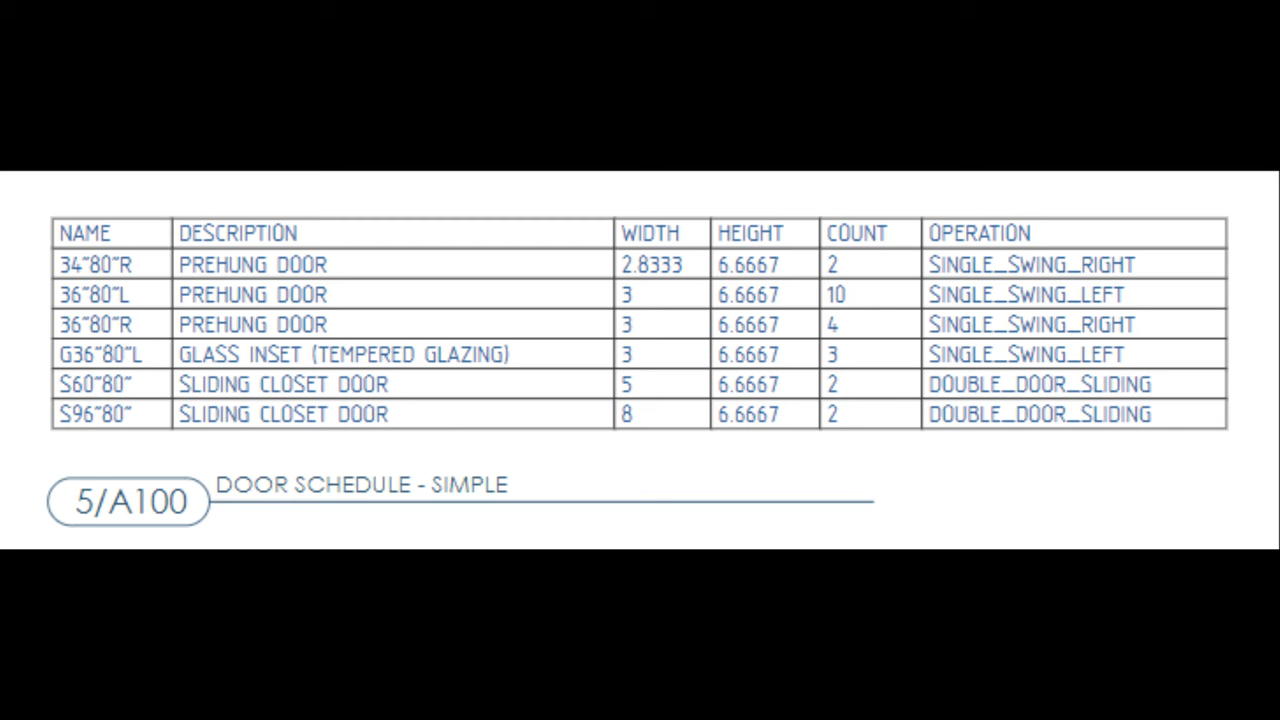 NAME DESCRIPTION WIDTH HEIGHT COUNT OPERATION
34"80"R PREHUNG DOOR 2.8333 6.6667 2 SINGLE_SWING_RIGHT
36"80"L PREHUNG DOOR 3 6.6667 10 SINGLE_SWING_LEFT
36"80"R PREHUNG DOOR 3 6.6667 4 SINGLE_SWING_RIGHT
G36"80"L GLASS INSET (TEMPERED GLAZING) 3 6.6667 3 SINGLE_SWING_LEFT
S60"80" SLIDING CLOSET DOOR 5 6.6667 2 DOUBLE_DOOR_SLIDING
S96"80" SLIDING CLOSET DOOR 8 6.6667 2 DOUBLE_DOOR_SLIDING
5/A100 DOOR SCHEDULE - SIMPLE